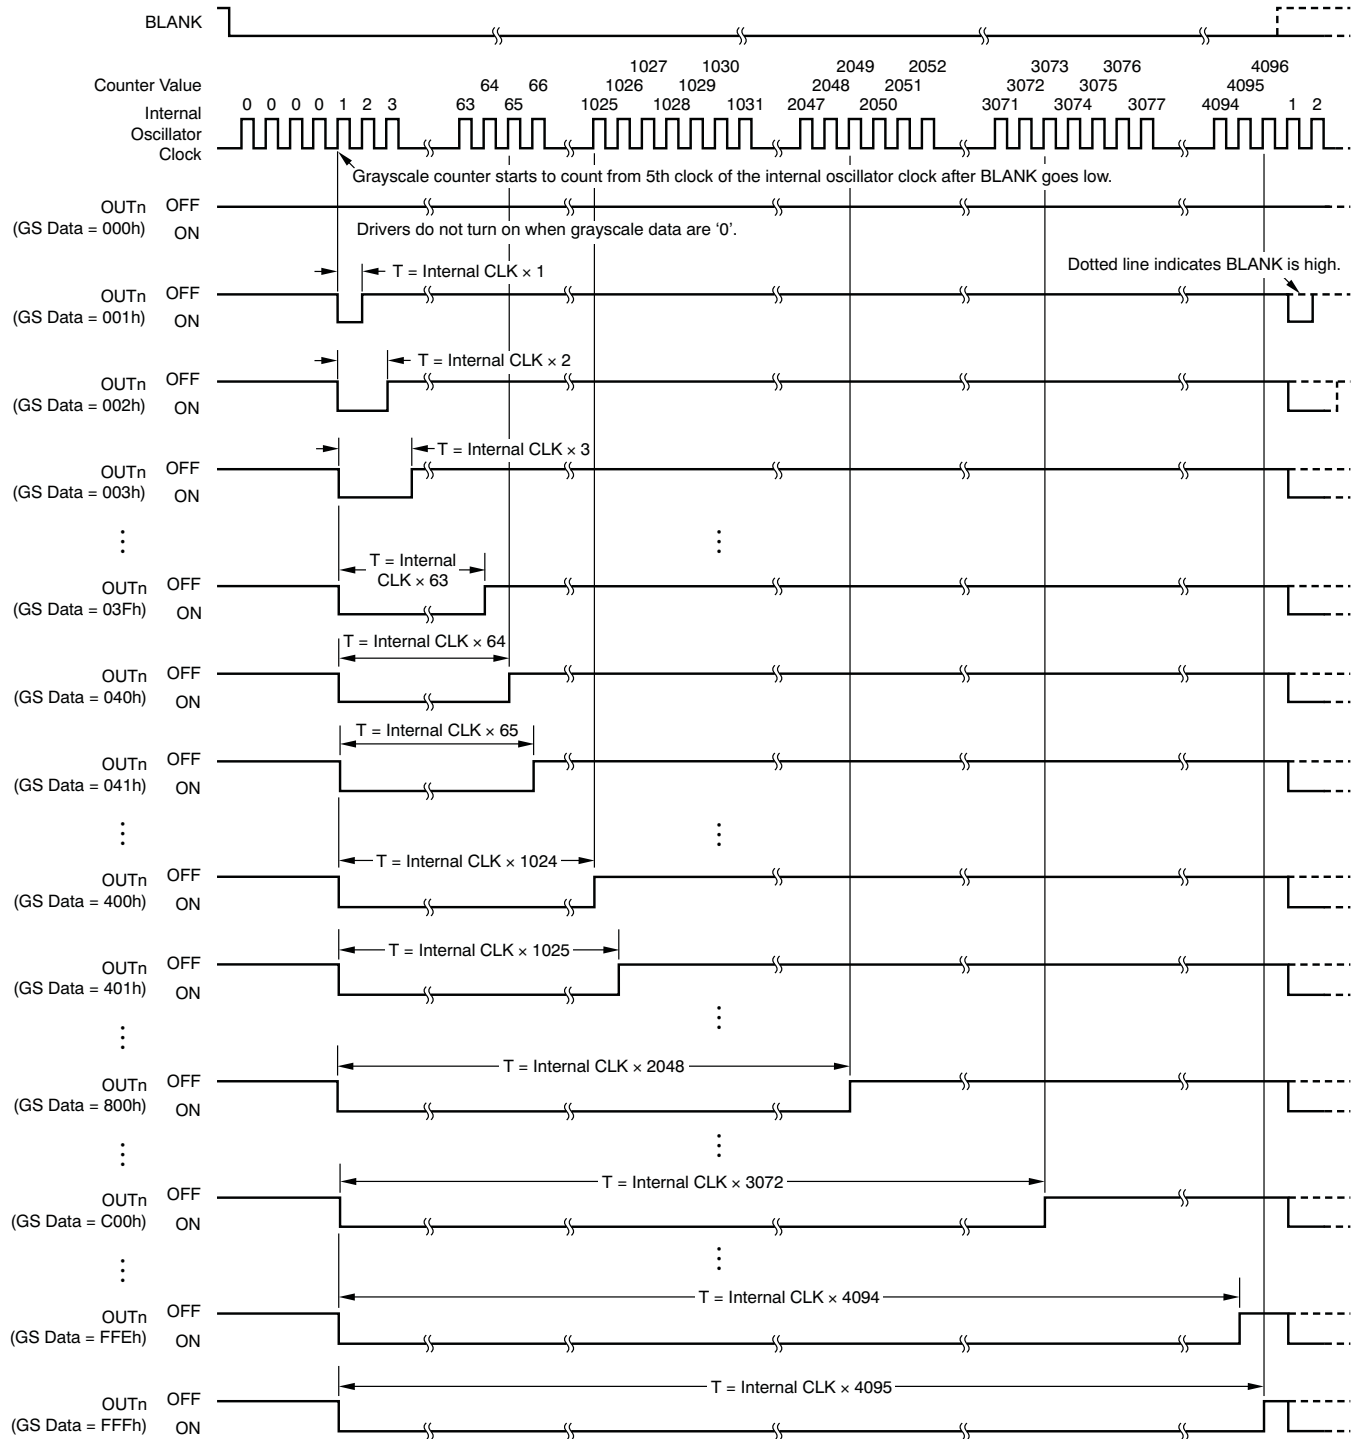 BLANK
1027 1030 2049 2052 3073 3076 4096
Counter Value 64 66 1026 1029 2048 2051 3072 3075 4095
Internal 0 0 0 0 1 2 3 63 65 1025 1028 1031 2047 2050 3071 3074 3077 4094 1 2
Oscillator
Clock
Grayscale counter starts to count from 5th clock of the internal oscillator clock after BLANK goes low.
OUTn OFF
(GS Data = 000h) ON
Drivers do not turn on when grayscale data are ‘0’.
T = Internal CLK × 1
Dotted line indicates BLANK is high.
OUTn OFF
(GS Data = 001h) ON
T = Internal CLK × 2
OUTn OFF
(GS Data = 002h) ON
T = Internal CLK × 3
OUTn OFF
(GS Data = 003h) ON
T = Internal
CLK × 63
OUTn OFF
(GS Data = 03Fh) ON
T = Internal CLK × 64
OUTn OFF
(GS Data = 040h) ON
T = Internal CLK × 65
OUTn OFF
(GS Data = 041h) ON
T = Internal CLK × 1024
OUTn OFF
(GS Data = 400h) ON
T = Internal CLK × 1025
OUTn OFF
(GS Data = 401h) ON
T = Internal CLK × 2048
OUTn OFF
(GS Data = 800h) ON
T = Internal CLK × 3072
OUTn OFF
(GS Data = C00h) ON
T = Internal CLK × 4094
OUTn OFF
(GS Data = FFEh) ON
T = Internal CLK × 4095
OUTn OFF
(GS Data = FFFh) ON